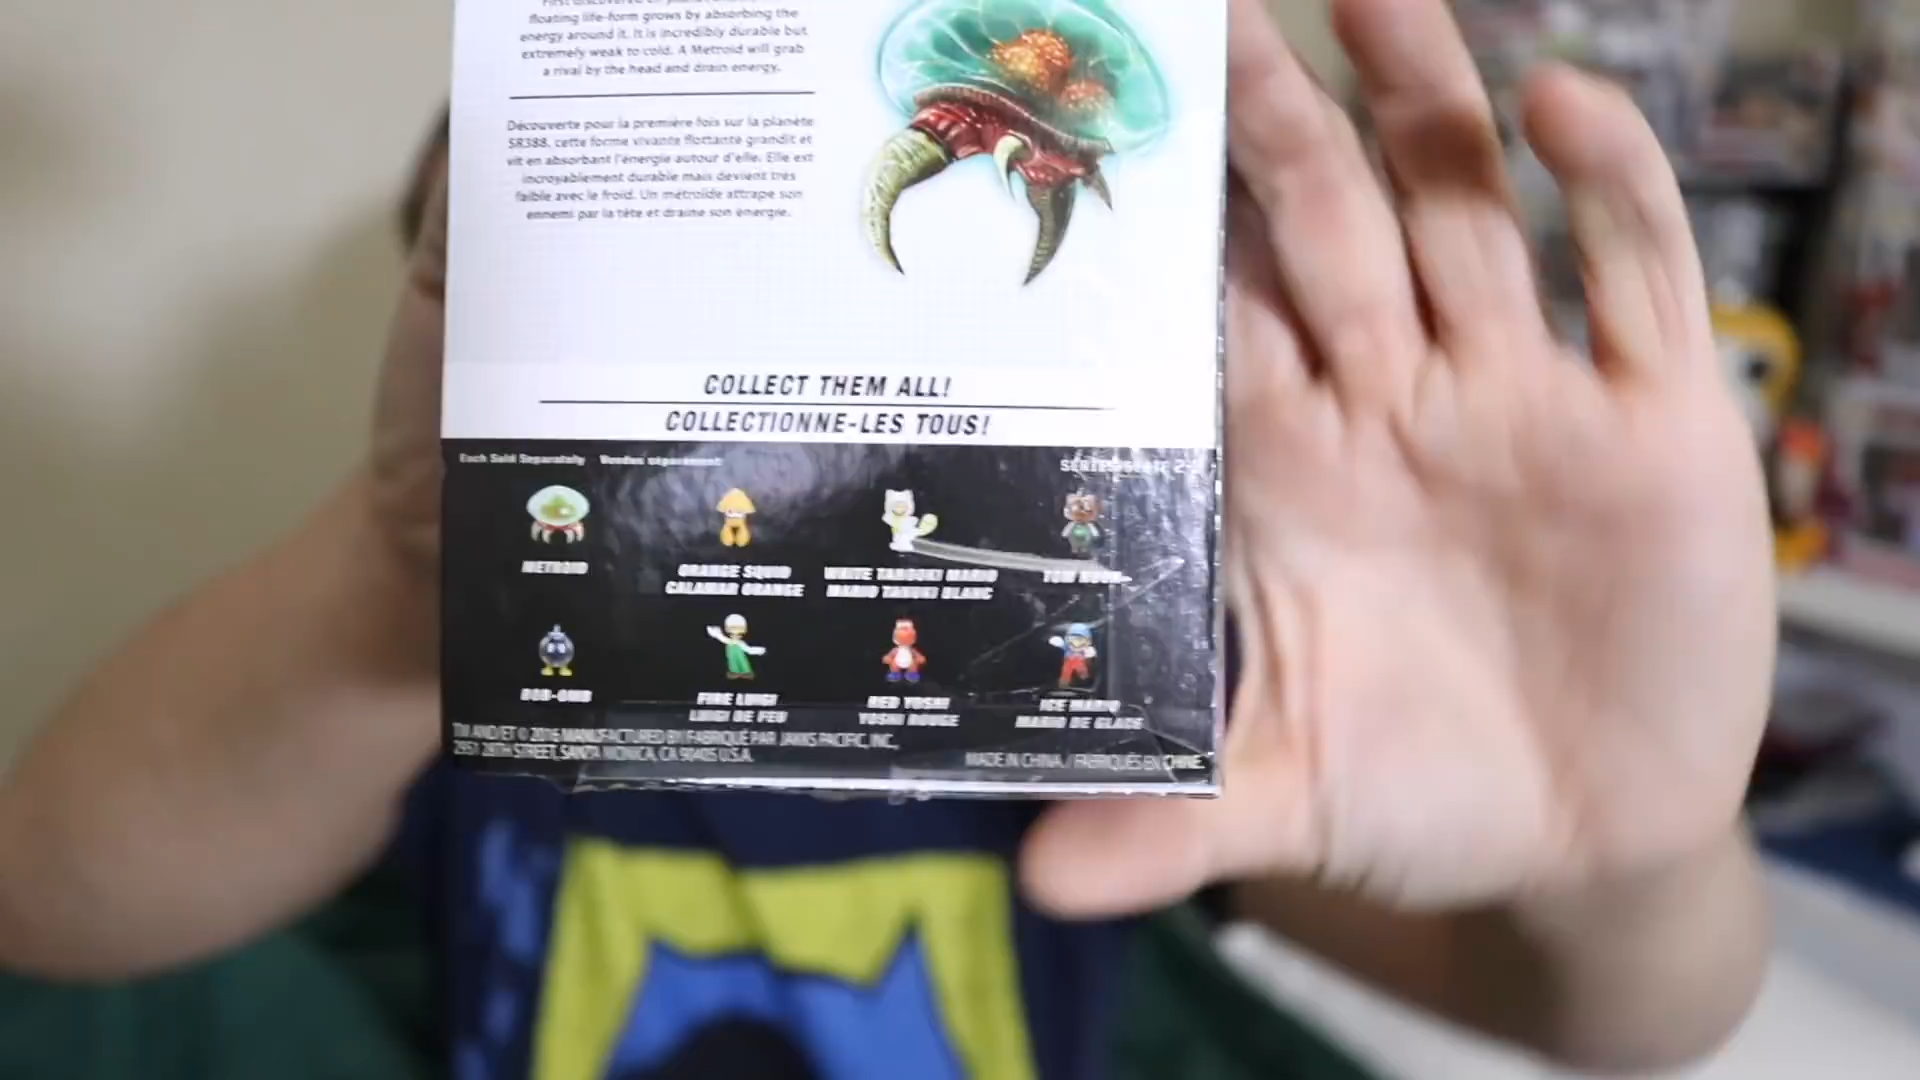 floating life-form grows by absorbing the
energy around it. It is incredibly durable but
extremely weak to cold. A Metroid will grab
a rival by the head and drain energy.
Découverte pour la première fois sur la planète
SR388, cette forme vivante flottante grandit et
vit en absorbant l'énergie autour d'elle. Elle est
incroyablement durable mais devient très
faible avec le froid. Un métroïde attrape son
ennemi par la tête et draine son énergie.
COLLECT THEM ALL!
COLLECTIONNE-LES TOUS!
Each Sold Separately Vendus séparément
METROID
ORANGE SQUID
CALAMAR ORANGE
WHITE TANOOKI MARIO
MARIO TANUKI BLANC
TOM NOOK
BOB-OMB
FIRE LUIGI
LUIGI DE FEU
RED YOSHI
YOSHI ROUGE
ICE MARIO
MARIO DE GLACE
TM AND/ET © 2016 MANUFACTURED BY/FABRIQUÉ PAR JAKKS PACIFIC, INC.,
2951 28TH STREET, SANTA MONICA, CA 90405 U.S.A.
MADE IN CHINA. / FABRIQUÉS EN CHINE.